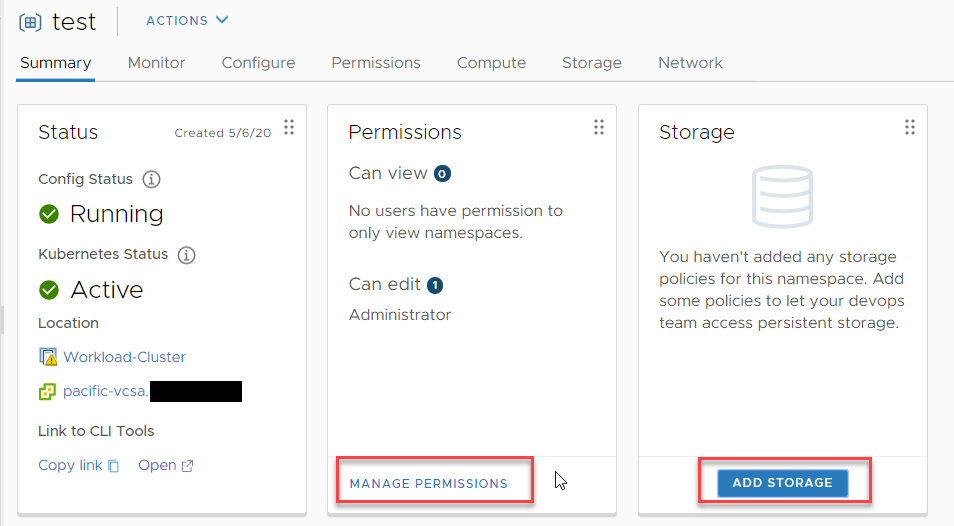 test
ACTIONS
Summary Monitor Configure Permissions Compute Storage Network
Status
Created 5/6/20
Config Status
Running
Kubernetes Status
Active
Location
Workload-Cluster
pacific-vcsa.
Link to CLI Tools
Copy link Open
Permissions
Can view 0
No users have permission to
only view namespaces.
Can edit 1
Administrator
MANAGE PERMISSIONS
Storage
You haven't added any storage
policies for this namespace. Add
some policies to let your devops
team access persistent storage.
ADD STORAGE